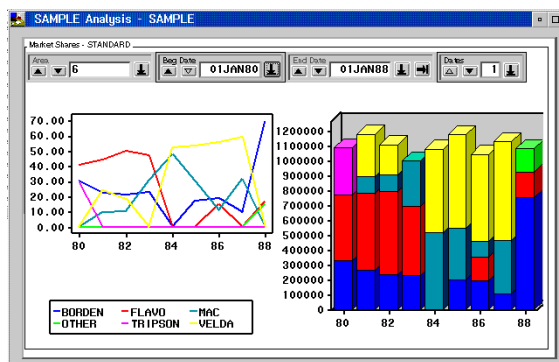 SAMPLE Analysis - SAMPLE
Market Shares - STANDARD
Area
6
Beg Date
01JAN80
End Date
01JAN88
Dates
1
70.00
60.00
50.00
40.00
30.00
20.00
10.00
0.00
80 82 84 86 88
1200000
1100000
1000000
900000
800000
700000
600000
500000
400000
300000
200000
100000
0
80 82 84 86 88
BORDEN FLAVO MAC
OTHER TRIPSON VELDA